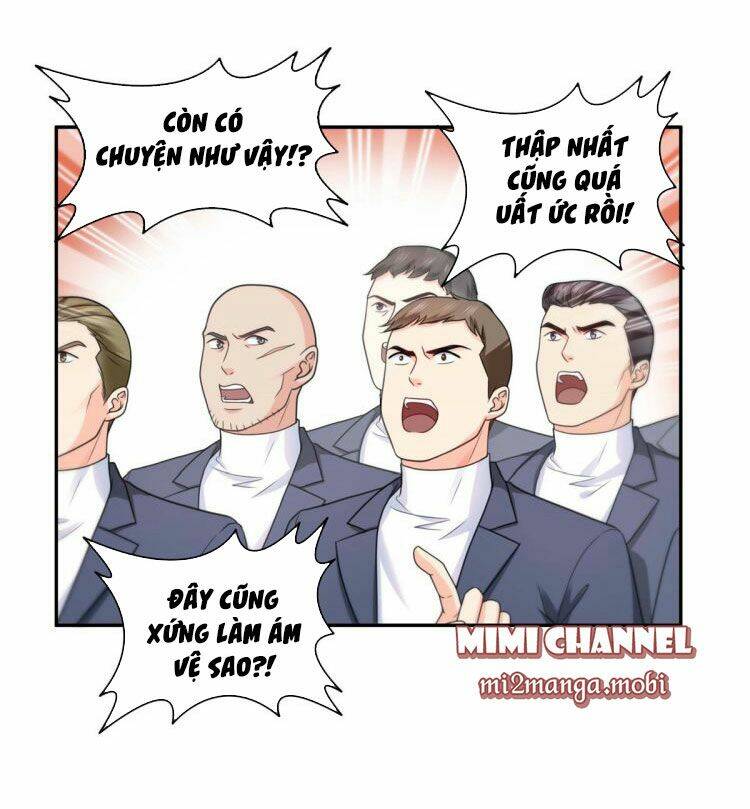 CÒN CÓ
CHUYỆN NHƯ VẬY!?
THẬP NHẤT
CŨNG QUÁ
UẤT ỨC RỒI!
ĐÂY CŨNG
XỨNG LÀM ÁM
VỆ SAO?!
MIMI CHANNEL
mi2manga.mobi